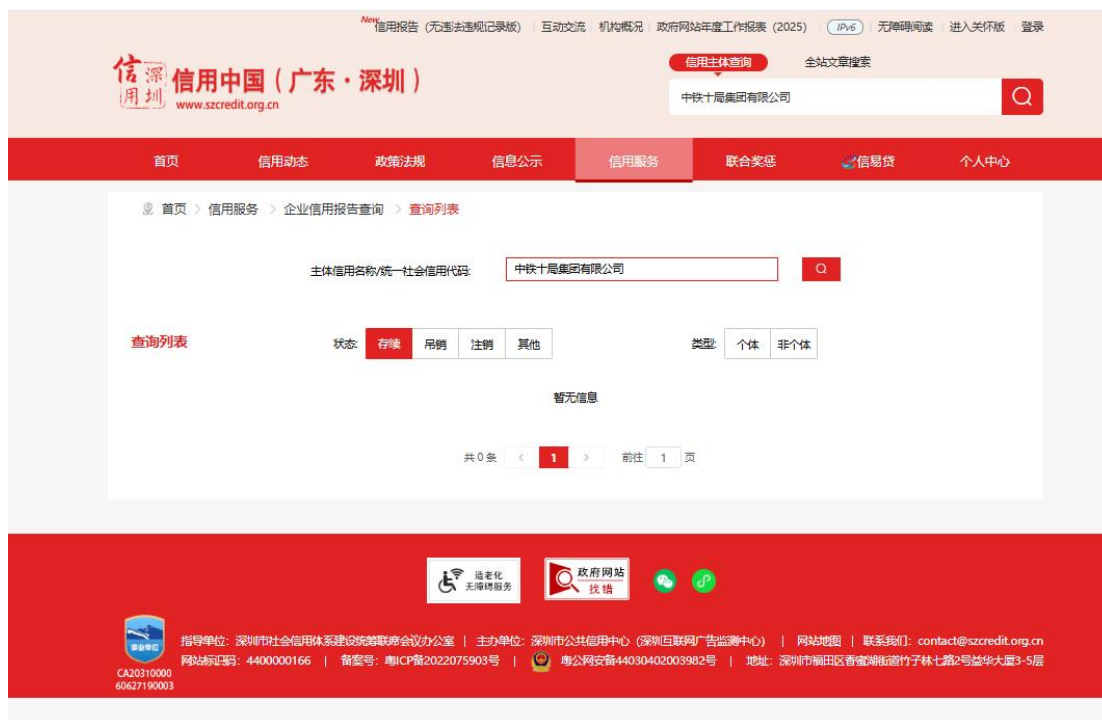 New信用报告 (无违法违规记录版) 互动交流 机构概况 政府网站年度工作报表 (2025) IPv6 无障碍阅读 进入关怀版 登录
信用 深圳 信用中国（广东·深圳）
www.szcredit.org.cn
信用主体查询 全站文章搜索
中铁十局集团有限公司
首页 信用动态 政策法规 信息公示 信用服务 联合奖惩 信易贷 个人中心
首页 > 信用服务 > 企业信用报告查询 > 查询列表
主体信用名称/统一社会信用代码: 中铁十局集团有限公司
查询列表 状态: 存续 吊销 注销 其他 类型: 个体 非个体
暂无信息
共 0 条 < 1 > 前往 1 页
适老化
无障碍服务
政府网站
找错
事业单位
CA20310000
60627190003
指导单位: 深圳市社会信用体系建设统筹联席会议办公室 | 主办单位: 深圳市公共信用中心 (深圳互联网广告监测中心) | 网站地图 | 联系我们: contact@szcredit.org.cn
网站标识码: 4400000166 | 备案号: 粤ICP备2022075903号 | 粤公网安备44030402003982号 | 地址: 深圳市福田区香蜜湖街道竹子林七路2号益华大厦3-5层